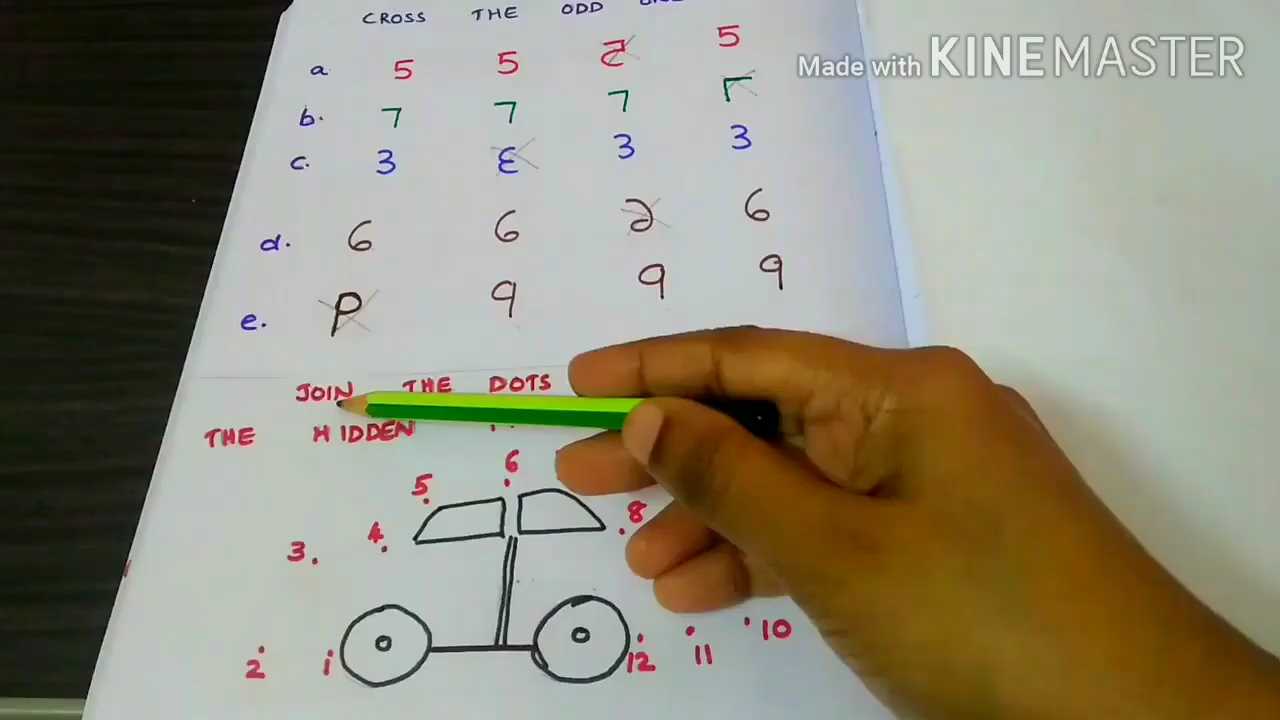 CROSS THE ODD
Made with KINEMASTER
a 5 5 5 5
b. 7 7 7
c. 3 Ɛ 3 3
d. 6 6 6
e. P 9 9 9
JOIN THE DOTS
THE HIDDEN
6
5
8
4.
3.
10
2 1 12 11